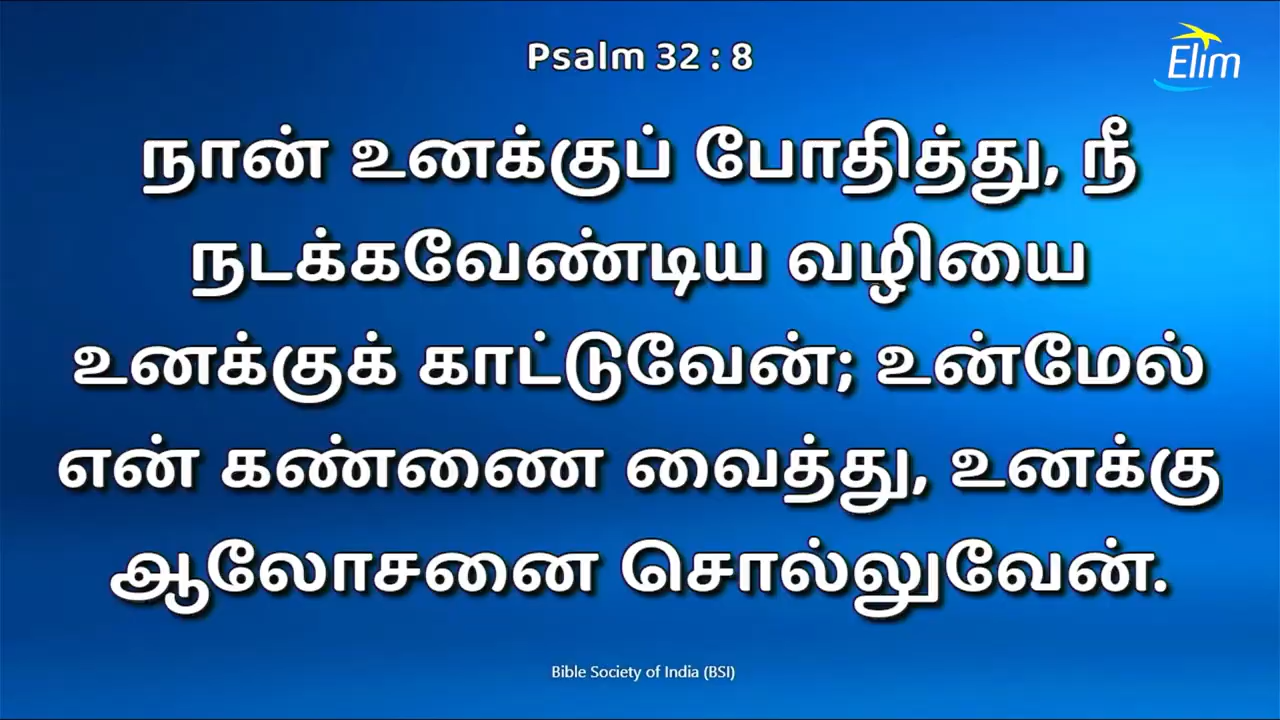 Psalm 32 : 8
Elim
நான் உனக்குப் போதித்து, நீ
நடக்கவேண்டிய வழியை
உனக்குக் காட்டுவேன்; உன்மேல்
என் கண்ணை வைத்து, உனக்கு
ஆலோசனை சொல்லுவேன்.
Bible Society of India (BSI)